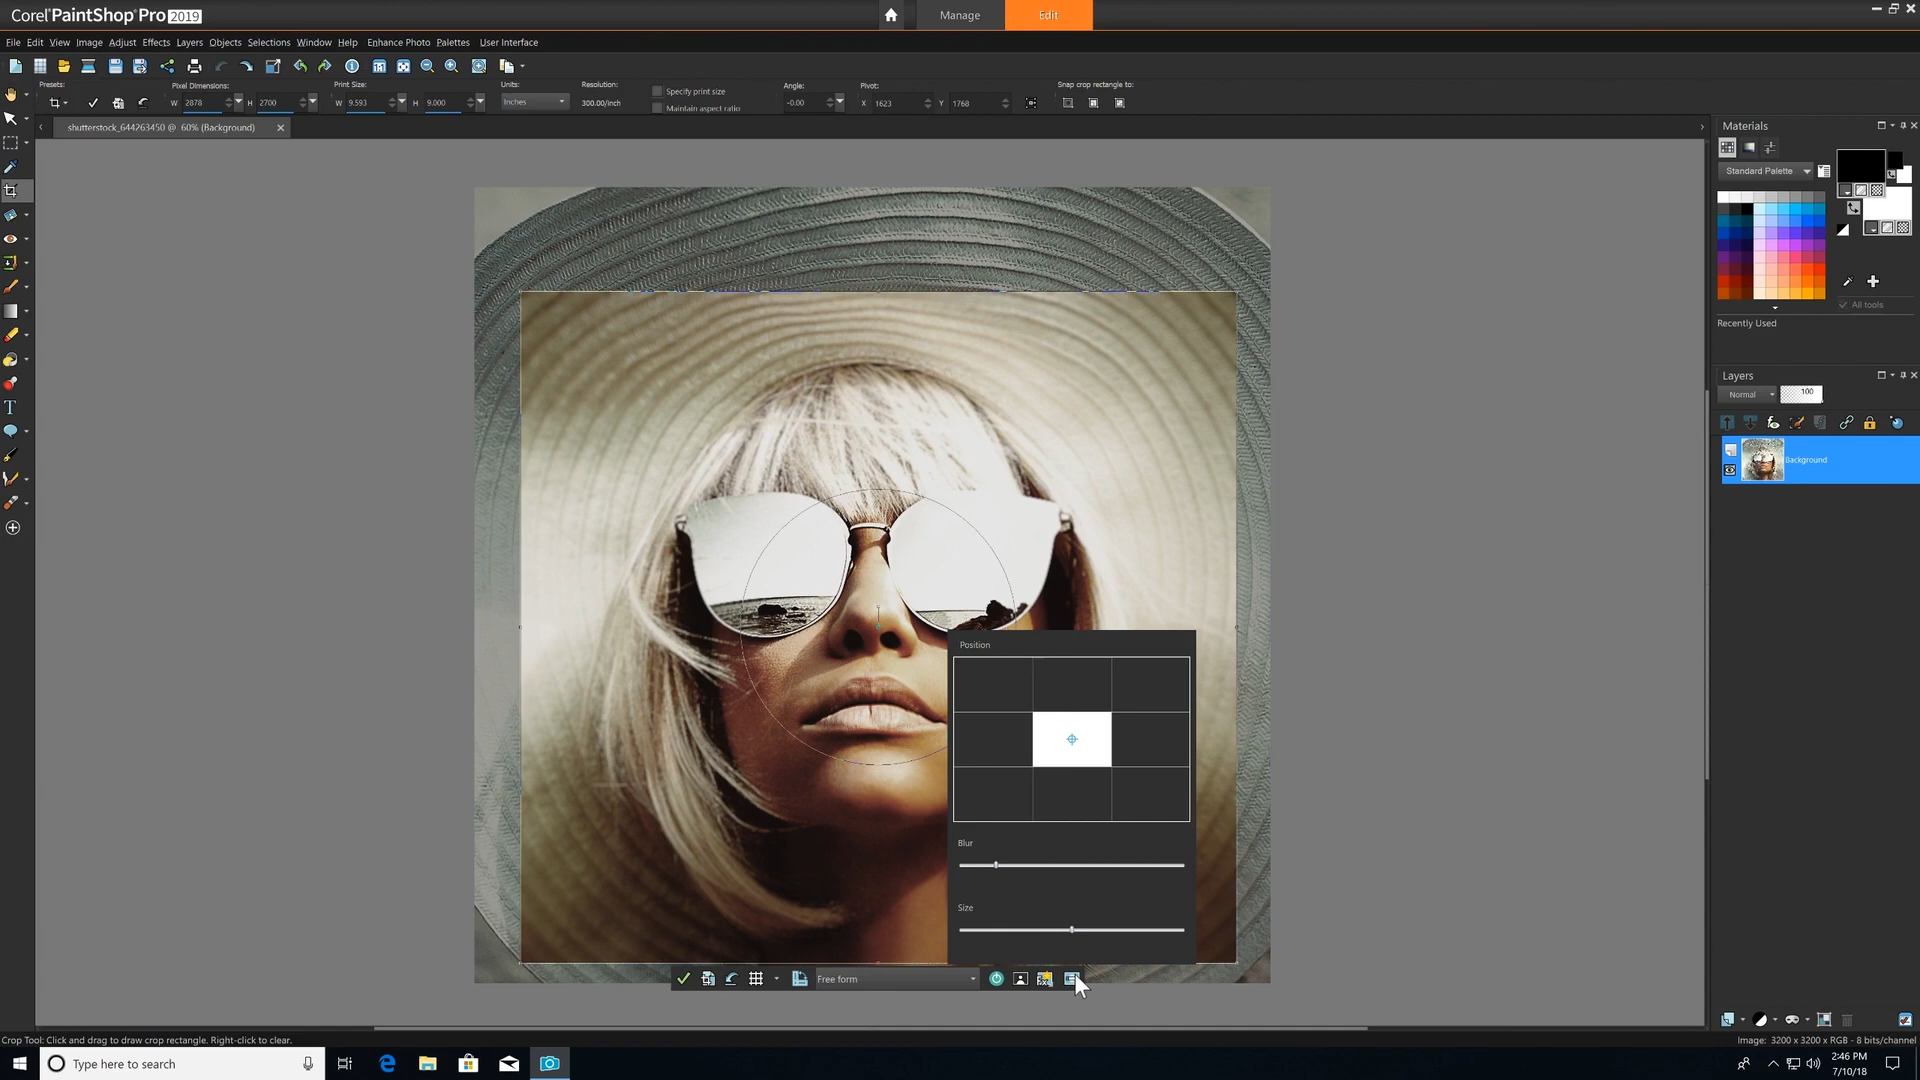 Corel PaintShop Pro 2019
Manage
Edit
File Edit View Image Adjust Effects Layers Objects Selections Window Help Enhance Photo Palettes User Interface
Presets:
Pixel Dimensions:
W 2878
H 2700
Print Size:
W 9.593
H 9.000
Units:
Inches
Resolution:
300.00/inch
Specify print size
Maintain aspect ratio
Angle:
-0.00
Pivot:
X 1623
Y 1768
Snap crop rectangle to:
shutterstock_644263450 @ 60% (Background)
Materials
Standard Palette
All tools
Recently Used
Layers
Normal
100
Background
Position
Blur
Size
Free form
Crop Tool: Click and drag to draw crop rectangle. Right-click to clear.
Image: 3200 x 3200 x RGB - 8 bits/channel
Type here to search
2:46 PM
7/10/18